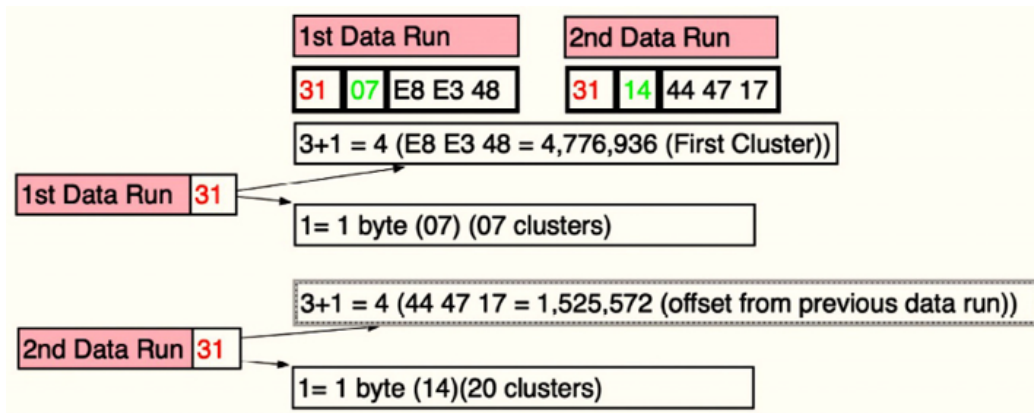 1st Data Run 2nd Data Run
31 07 E8 E3 48 31 14 44 47 17
3+1 = 4 (E8 E3 48 = 4,776,936 (First Cluster))
1st Data Run 31
1= 1 byte (07) (07 clusters)
3+1 = 4 (44 47 17 = 1,525,572 (offset from previous data run))
2nd Data Run 31
1= 1 byte (14)(20 clusters)